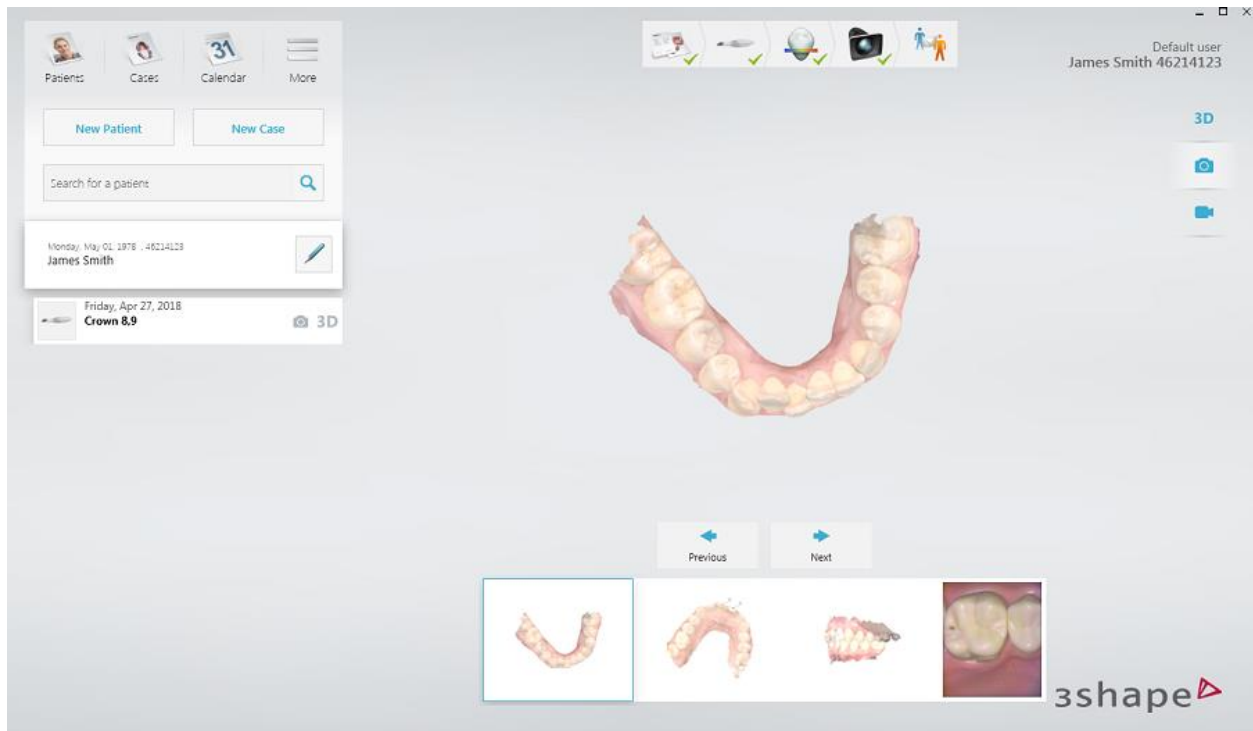 Patients
Cases
31
Calendar
More
New Patient
New Case
Search for a patient
Monday, May 01, 1978 , 46214123
James Smith
Friday, Apr 27, 2018
Crown 8,9
3D
Default user
James Smith 46214123
3D
Previous
Next
3shape